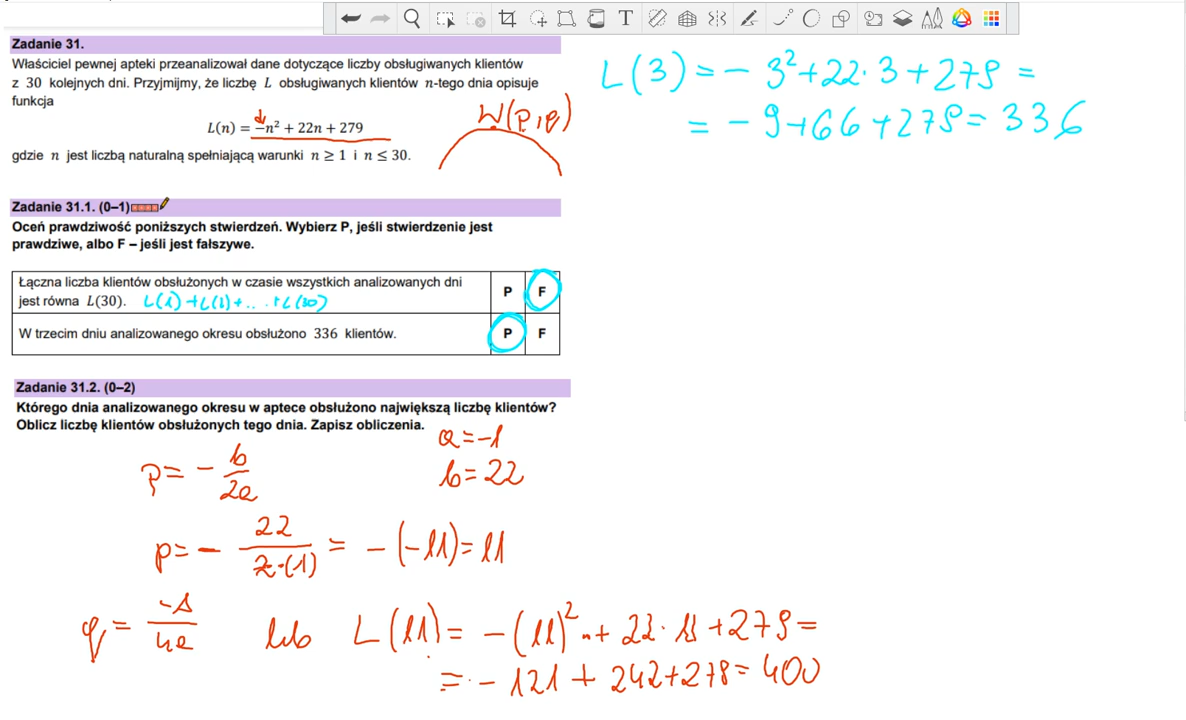 Zadanie 31.
Właściciel pewnej apteki przeanalizował dane dotyczące liczby obsługiwanych klientów
z 30 kolejnych dni. Przyjmijmy, że liczbę L obsługiwanych klientów n-tego dnia opisuje
funkcja
L(n) = −n² + 22n + 279
W(p,q)
gdzie n jest liczbą naturalną spełniającą warunki n ≥ 1 i n ≤ 30.
L(3) = − 3² + 22·3 + 279 =
= − 9 + 66 + 279 = 336
Zadanie 31.1. (0–1)
Oceń prawdziwość poniższych stwierdzeń. Wybierz P, jeśli stwierdzenie jest
prawdziwe, albo F – jeśli jest fałszywe.
Łączna liczba klientów obsłużonych w czasie wszystkich analizowanych dni
jest równa L(30). L(1)+L(2)+...+L(30)
P F
W trzecim dniu analizowanego okresu obsłużono 336 klientów.
P F
Zadanie 31.2. (0–2)
Którego dnia analizowanego okresu w aptece obsłużono największą liczbę klientów?
Oblicz liczbę klientów obsłużonych tego dnia. Zapisz obliczenia.
a = −1
p = − b/2a
b = 22
p = − 22/2·(1) = − (−11) = 11
q = −Δ/4a lub L(11) = − (11)² + 22·11 + 279 =
= − 121 + 242 + 279 = 400